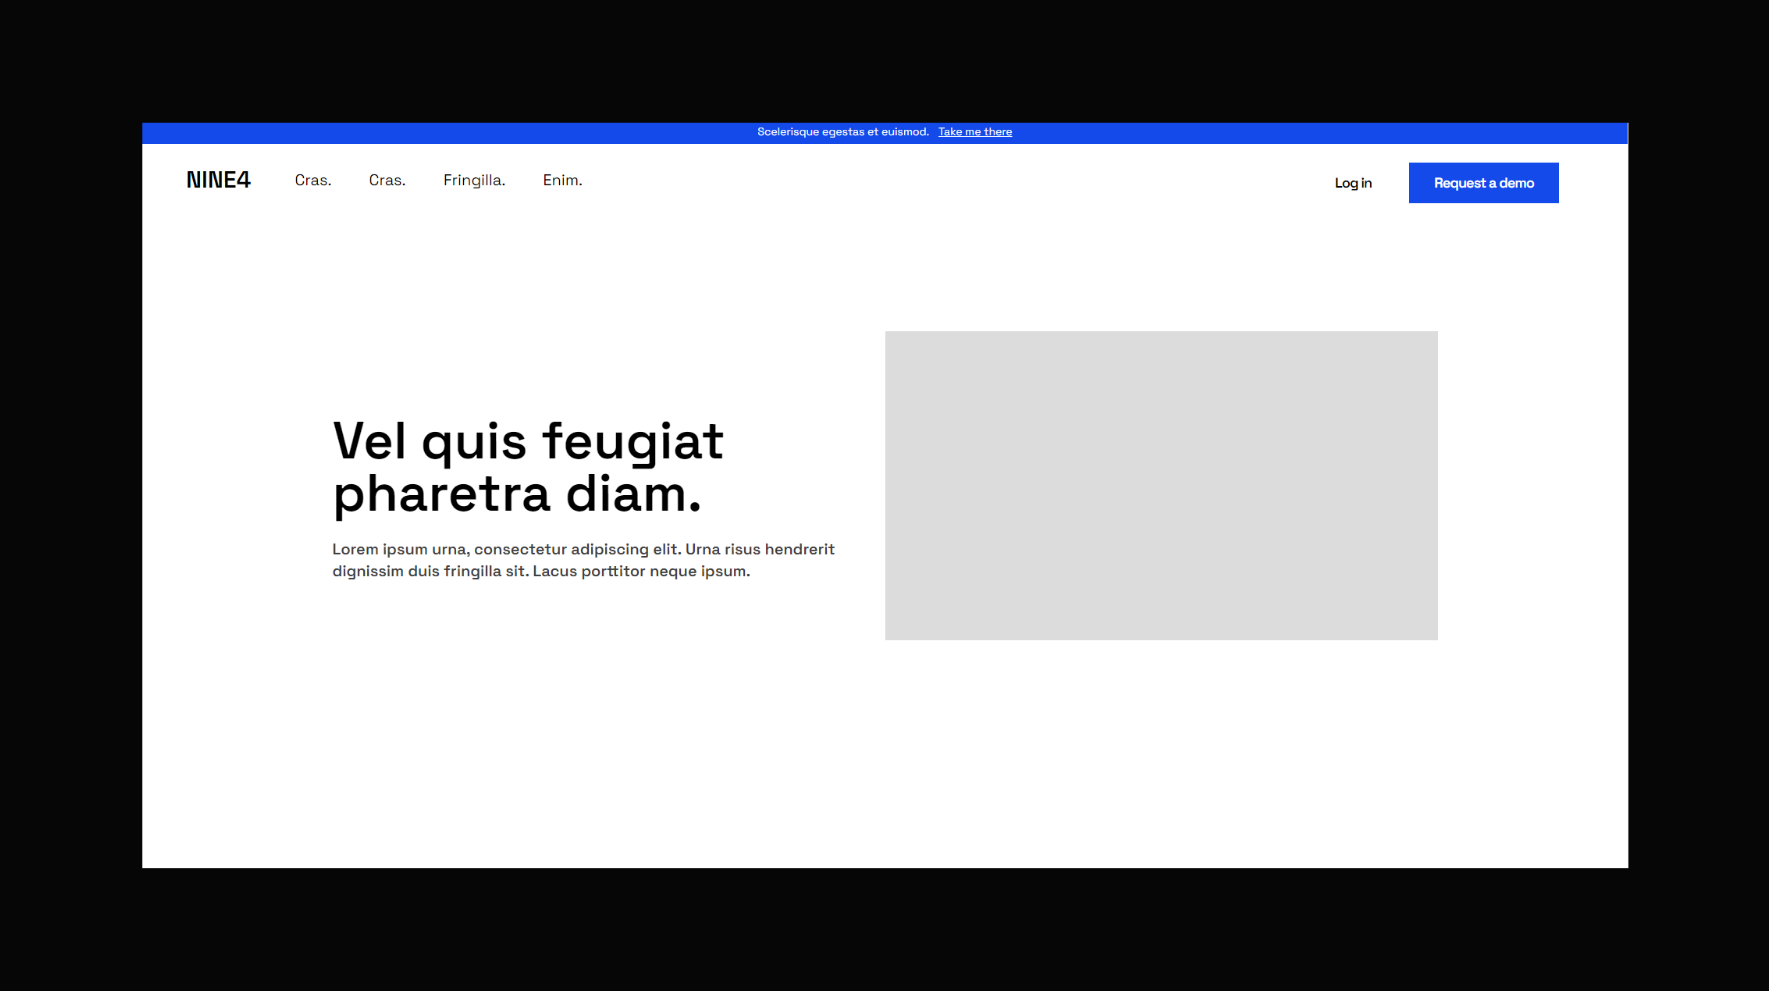 Scelerisque egestas et euismod. Take me there
NINE4 Cras. Cras. Fringilla. Enim. Log in Request a demo
Vel quis feugiat
pharetra diam.
Lorem ipsum urna, consectetur adipiscing elit. Urna risus hendrerit
dignissim duis fringilla sit. Lacus porttitor neque ipsum.